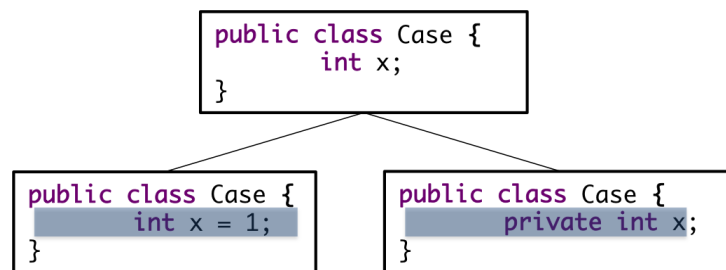 public class Case {
int x;
}
public class Case {
int x = 1;
}
public class Case {
private int x;
}